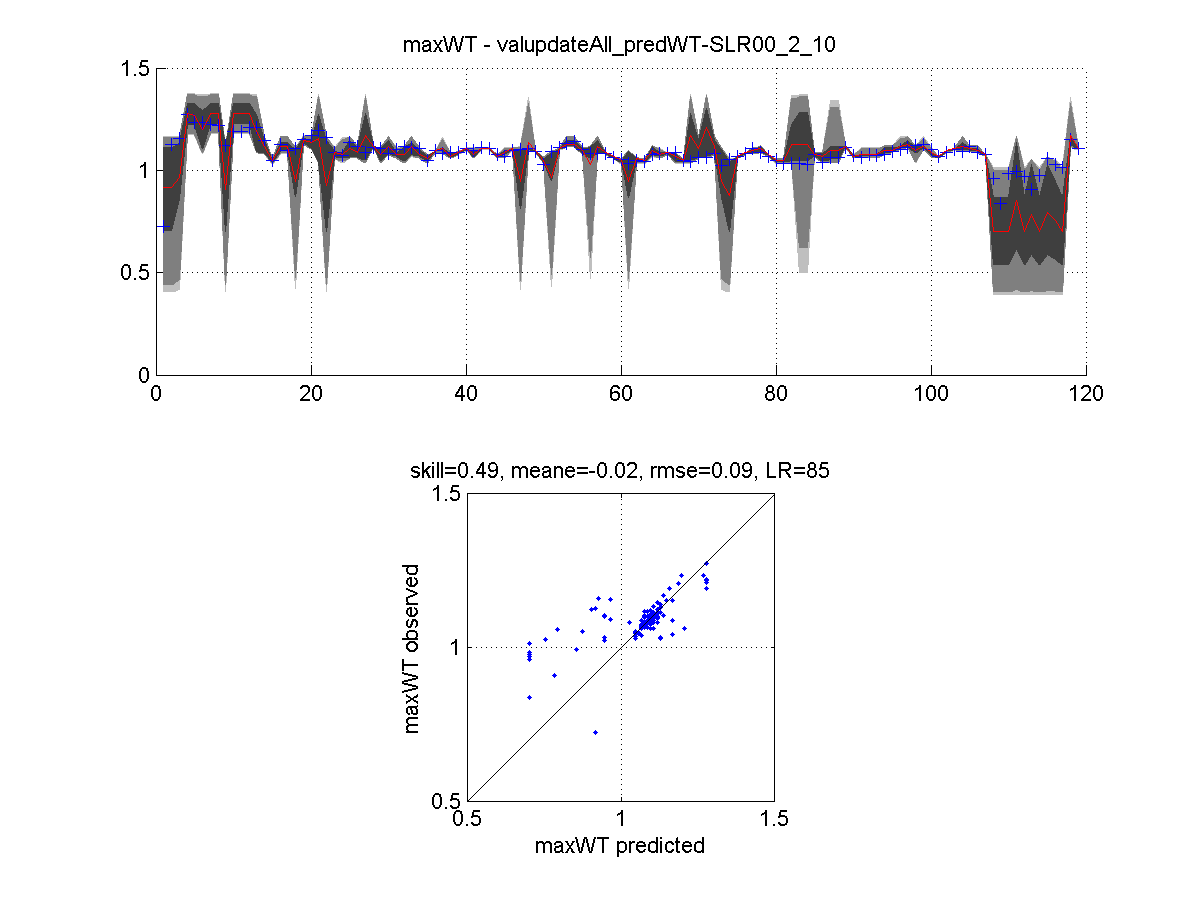 maxWT - valupdateAll_predWT-SLR00_2_10
1.5
1
0.5
0
0 20 40 60 80 100 120
skill=0.49, meane=-0.02, rmse=0.09, LR=85
1.5
maxWT observed
1
0.5
0.5 1 1.5
maxWT predicted